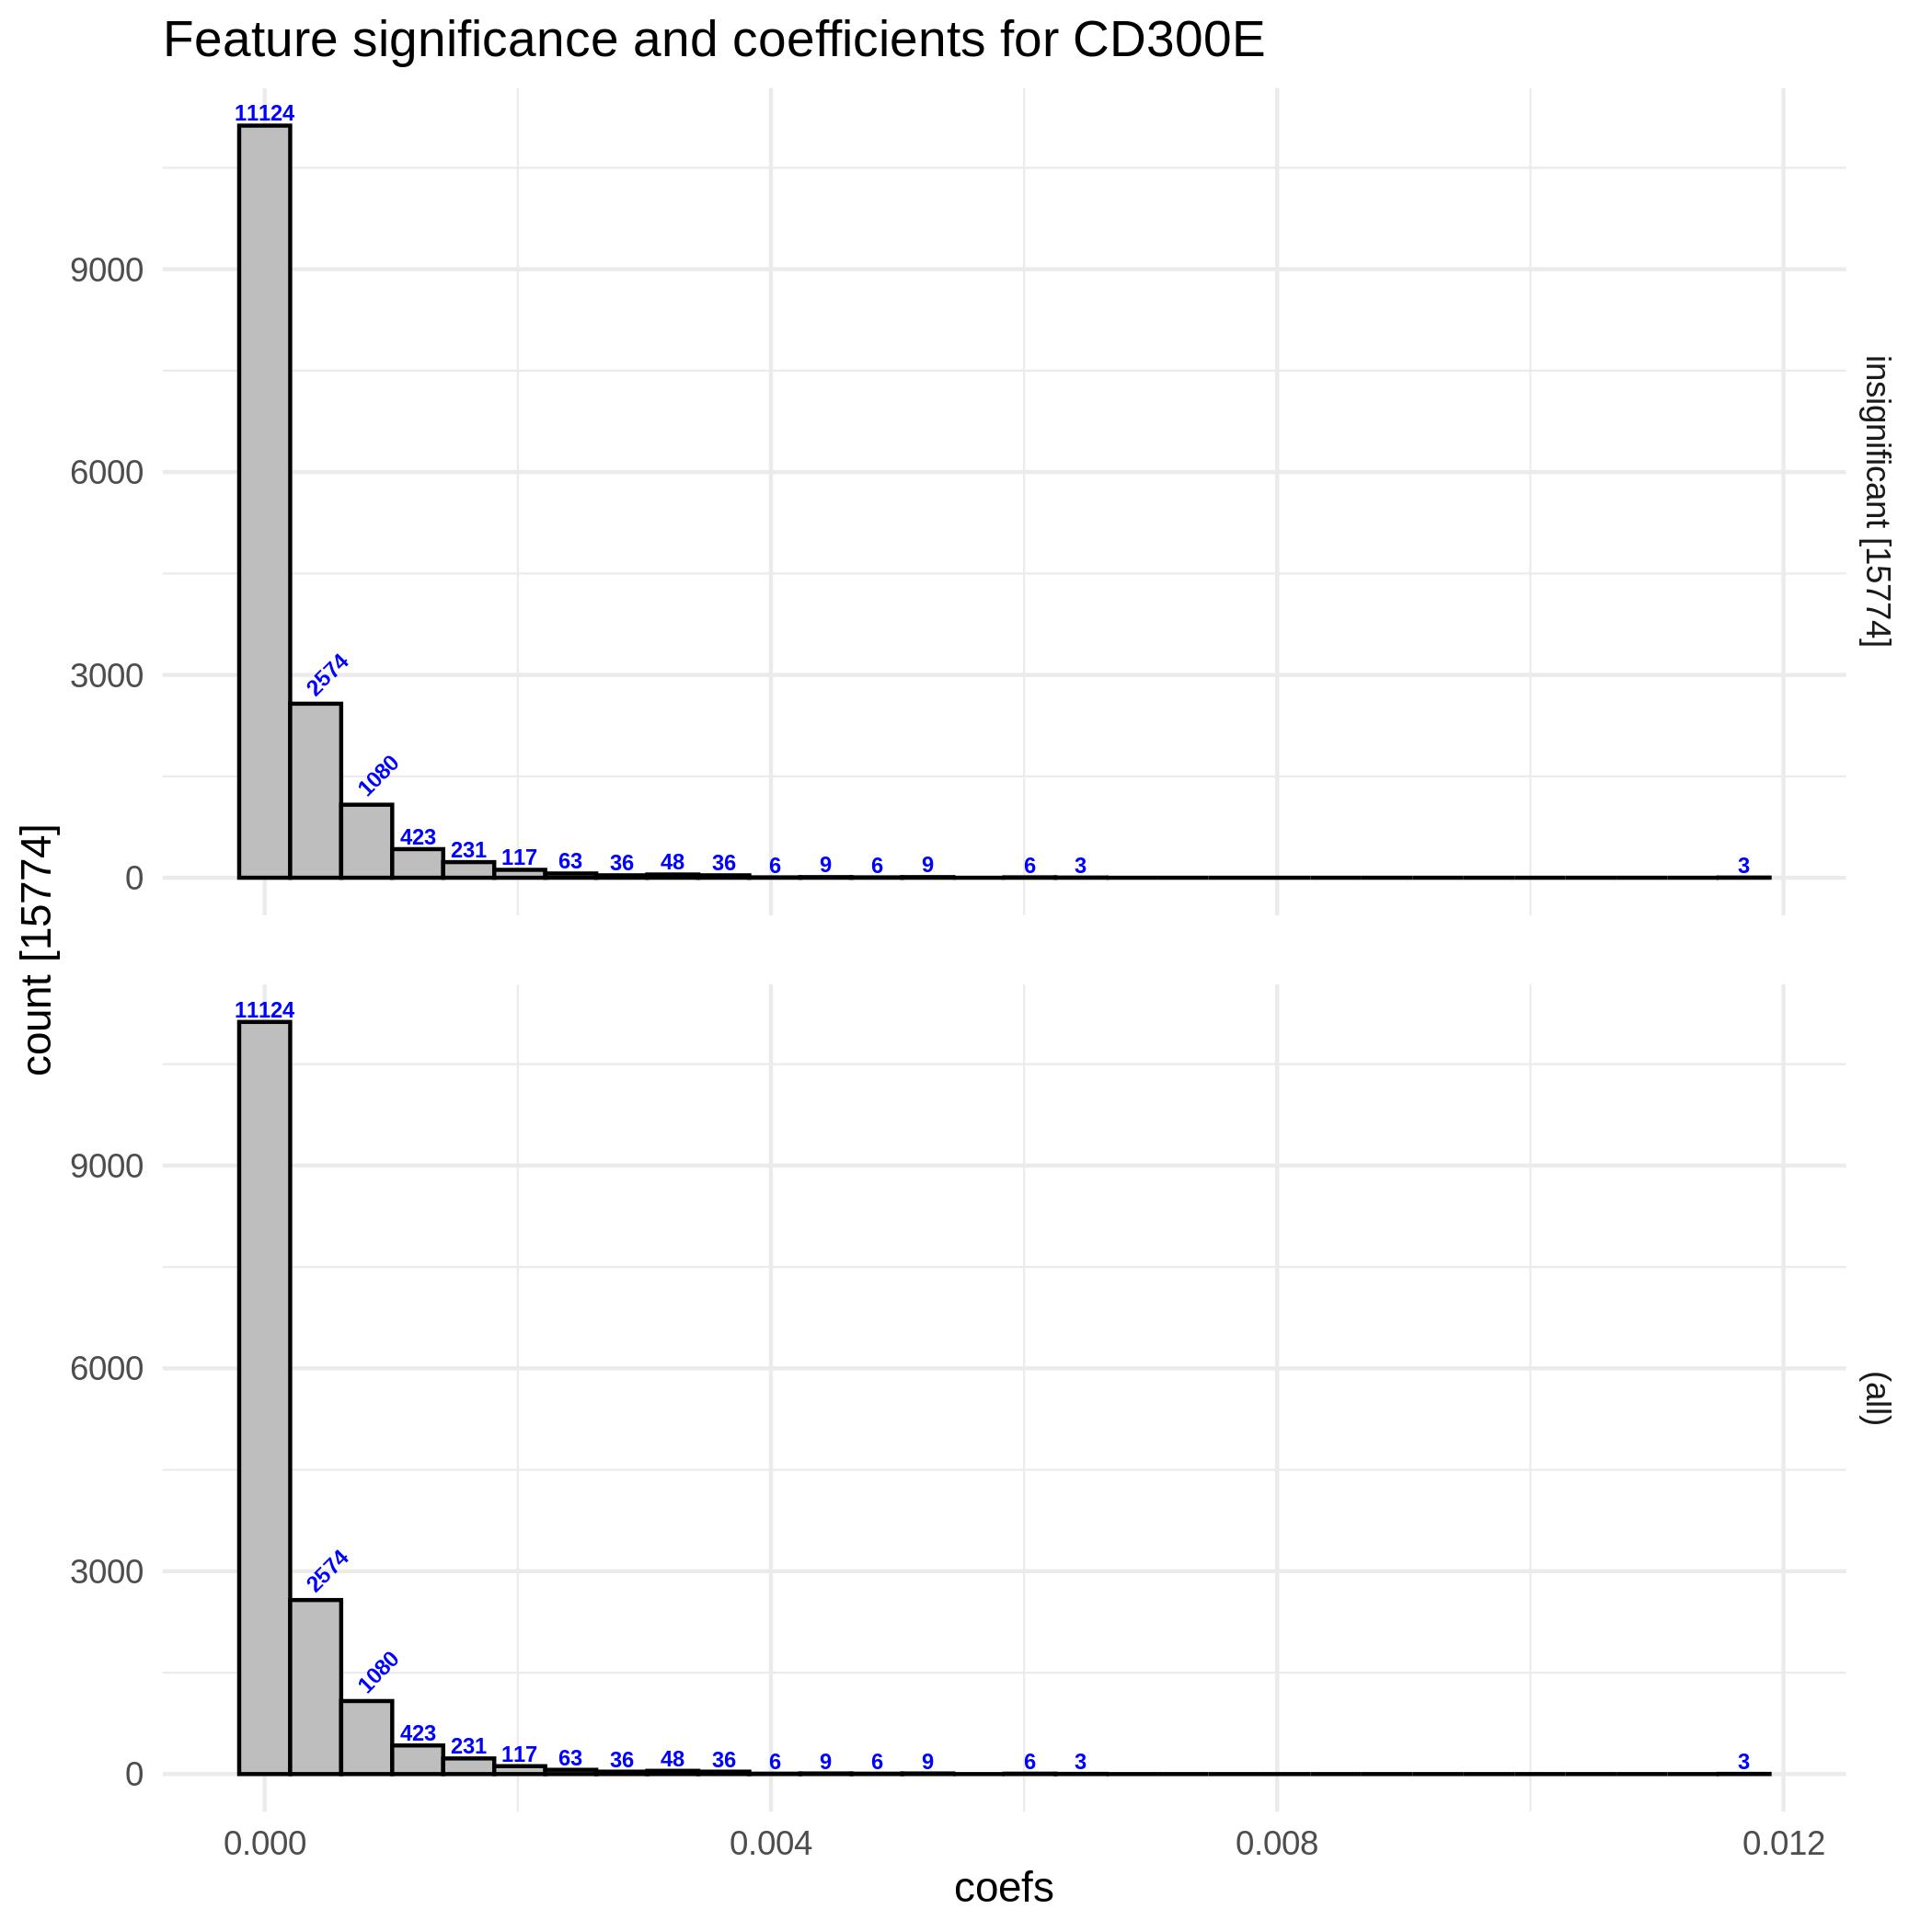 Feature significance and coefficients for CD300E
11124
9000
6000
3000
0
2574
1080
423 231 117 63 36 48 36 6 9 6 9 6 3 3
insignificant [15774]
count [15774]
11124
9000
6000
3000
0
2574
1080
423 231 117 63 36 48 36 6 9 6 9 6 3 3
(all)
0.000 0.004 0.008 0.012
coefs